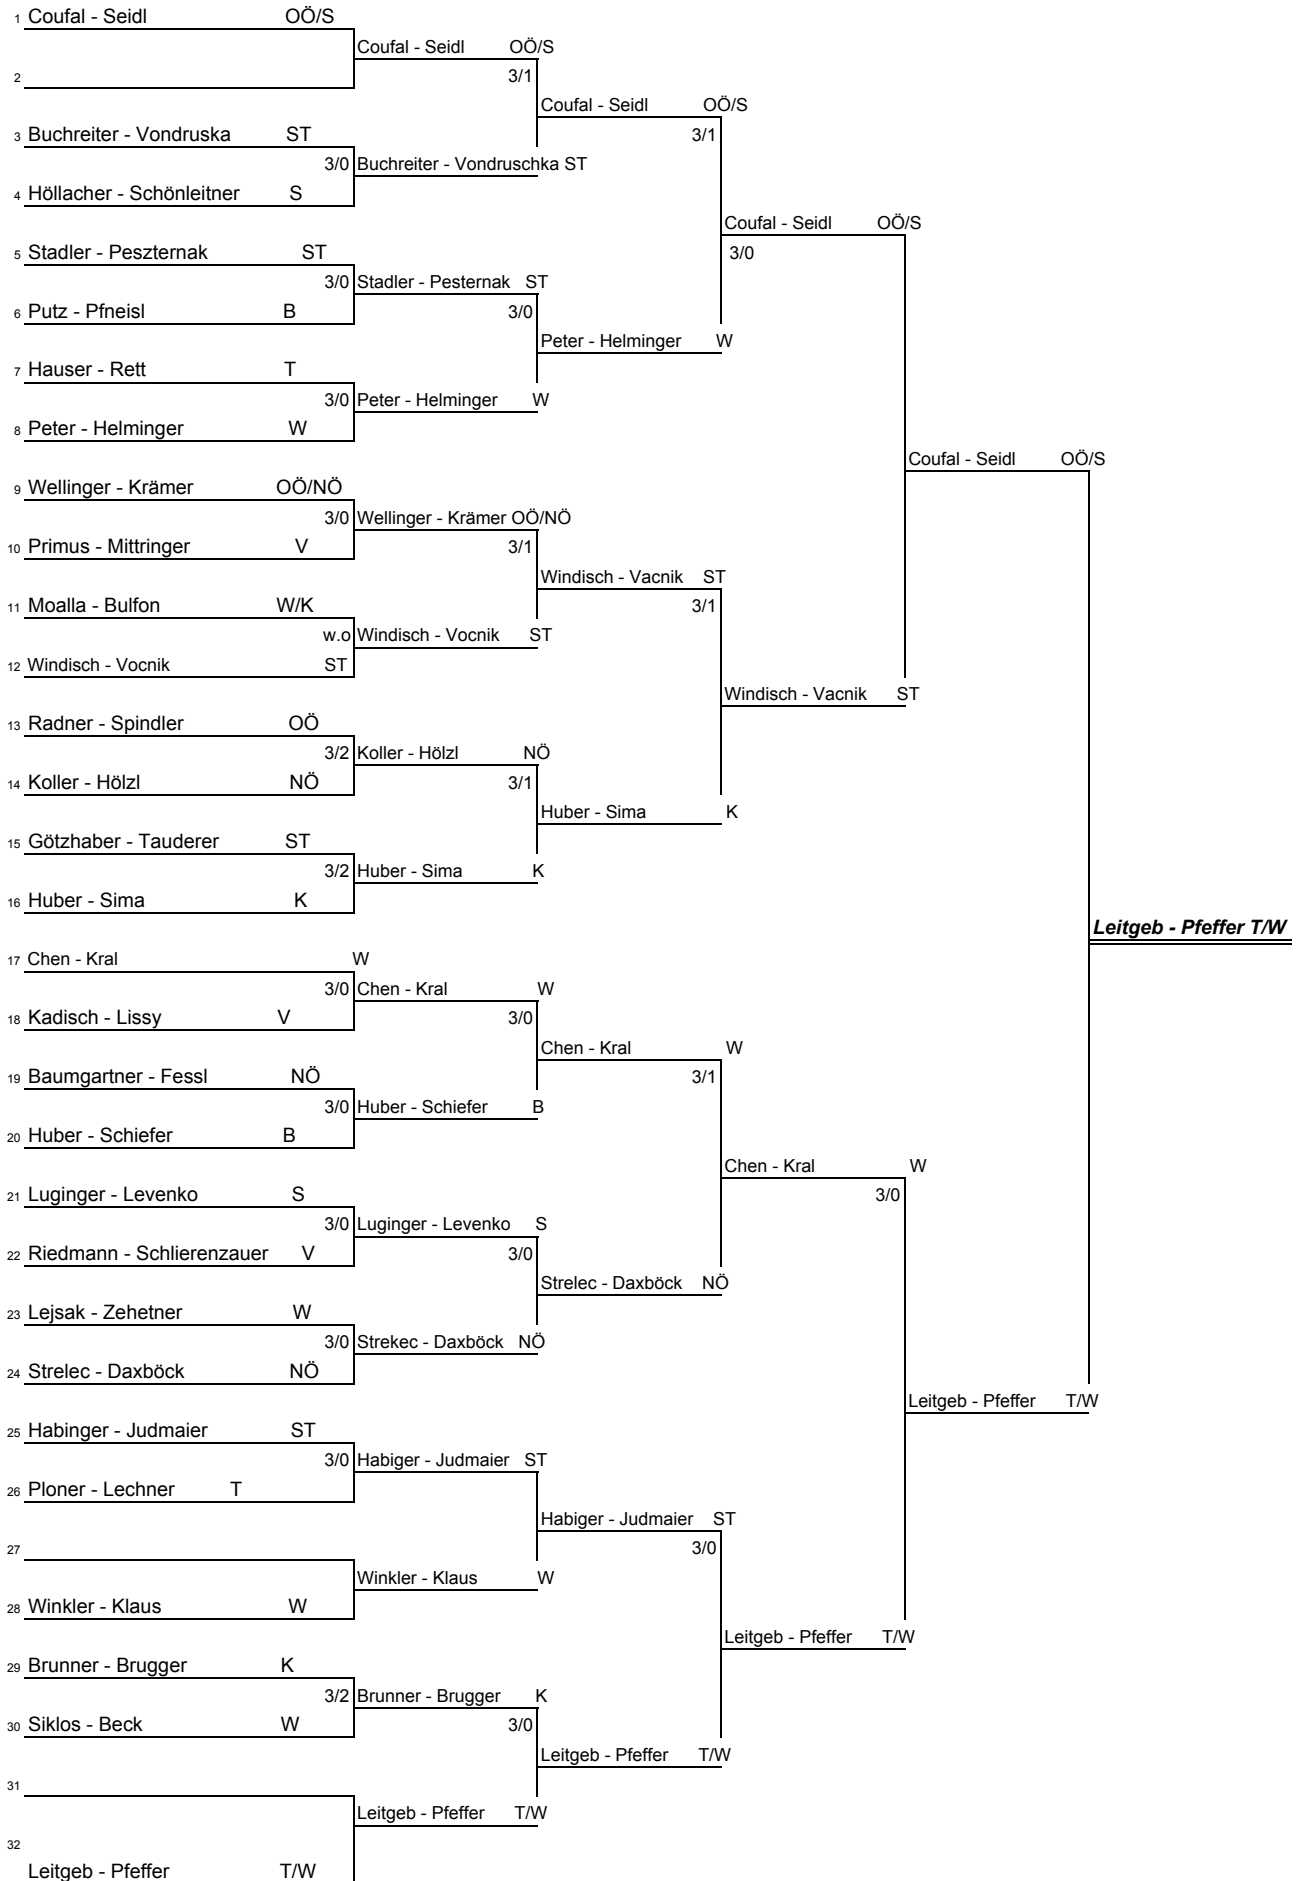 1 Coufal - Seidl OÖ/S
Coufal - Seidl OÖ/S
2 3/1
Coufal - Seidl OÖ/S
3 Buchreiter - Vondruska ST 3/1
3/0 Buchreiter - Vondruschka ST
4 Höllacher - Schönleitner S
Coufal - Seidl OÖ/S
5 Stadler - Peszternak ST 3/0
3/0 Stadler - Pesternak ST
6 Putz - Pfneisl B 3/0
Peter - Helminger W
7 Hauser - Rett T
3/0 Peter - Helminger W
8 Peter - Helminger W
Coufal - Seidl OÖ/S
9 Wellinger - Krämer OÖ/NÖ
3/0 Wellinger - Krämer OÖ/NÖ
10 Primus - Mittringer V 3/1
Windisch - Vacnik ST
11 Moalla - Bulfon W/K 3/1
w.o Windisch - Vocnik ST
12 Windisch - Vocnik ST
Windisch - Vacnik ST
13 Radner - Spindler OÖ
3/2 Koller - Hölzl NÖ
14 Koller - Hölzl NÖ 3/1
Huber - Sima K
15 Götzhaber - Tauderer ST
3/2 Huber - Sima K
16 Huber - Sima K
Leitgeb - Pfeffer T/W
17 Chen - Kral W
3/0 Chen - Kral W
18 Kadisch - Lissy V 3/0
Chen - Kral W
19 Baumgartner - Fessl NÖ 3/1
3/0 Huber - Schiefer B
20 Huber - Schiefer B
Chen - Kral W
21 Luginger - Levenko S 3/0
3/0 Luginger - Levenko S
22 Riedmann - Schlierenzauer V 3/0
Strelec - Daxböck NÖ
23 Lejsak - Zehetner W
3/0 Strekec - Daxböck NÖ
24 Strelec - Daxböck NÖ
Leitgeb - Pfeffer T/W
25 Habinger - Judmaier ST
3/0 Habiger - Judmaier ST
26 Ploner - Lechner T
Habiger - Judmaier ST
27 3/0
Winkler - Klaus W
28 Winkler - Klaus W
Leitgeb - Pfeffer T/W
29 Brunner - Brugger K
3/2 Brunner - Brugger K
30 Siklos - Beck W 3/0
Leitgeb - Pfeffer T/W
31
Leitgeb - Pfeffer T/W
32
Leitgeb - Pfeffer T/W